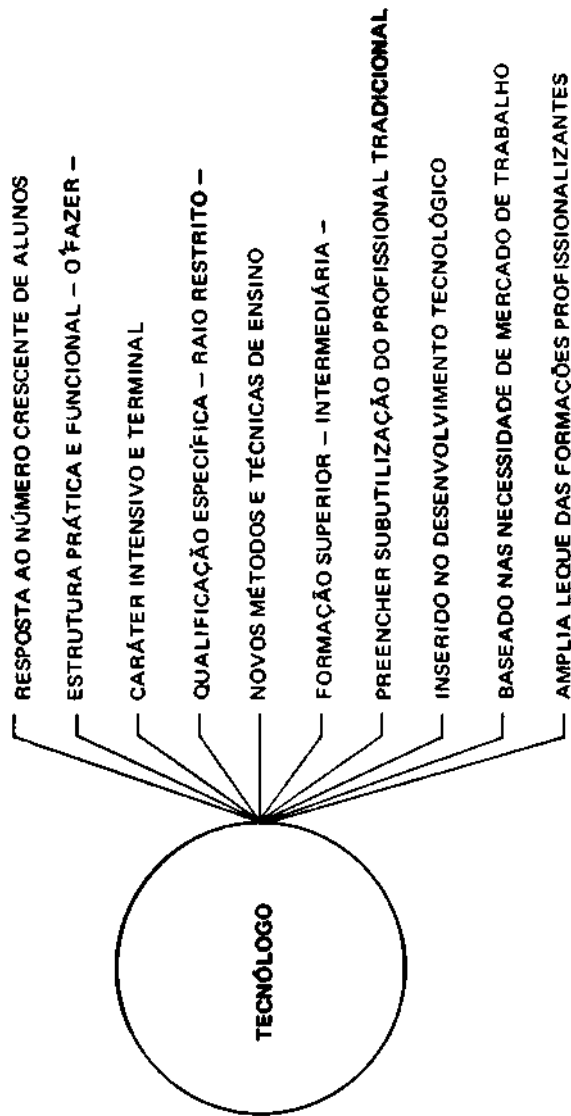 TECNÓLOGO
RESPOSTA AO NÚMERO CRESCENTE DE ALUNOS
ESTRUTURA PRÁTICA E FUNCIONAL – O FAZER –
CARÁTER INTENSIVO E TERMINAL
QUALIFICAÇÃO ESPECÍFICA – RAIO RESTRITO –
NOVOS MÉTODOS E TÉCNICAS DE ENSINO
FORMAÇÃO SUPERIOR – INTERMEDIÁRIA –
PREENCHER SUBUTILIZAÇÃO DO PROFISSIONAL TRADICIONAL
INSERIDO NO DESENVOLVIMENTO TECNOLÓGICO
BASEADO NAS NECESSIDADE DE MERCADO DE TRABALHO
AMPLIA LEQUE DAS FORMAÇÕES PROFISSIONALIZANTES